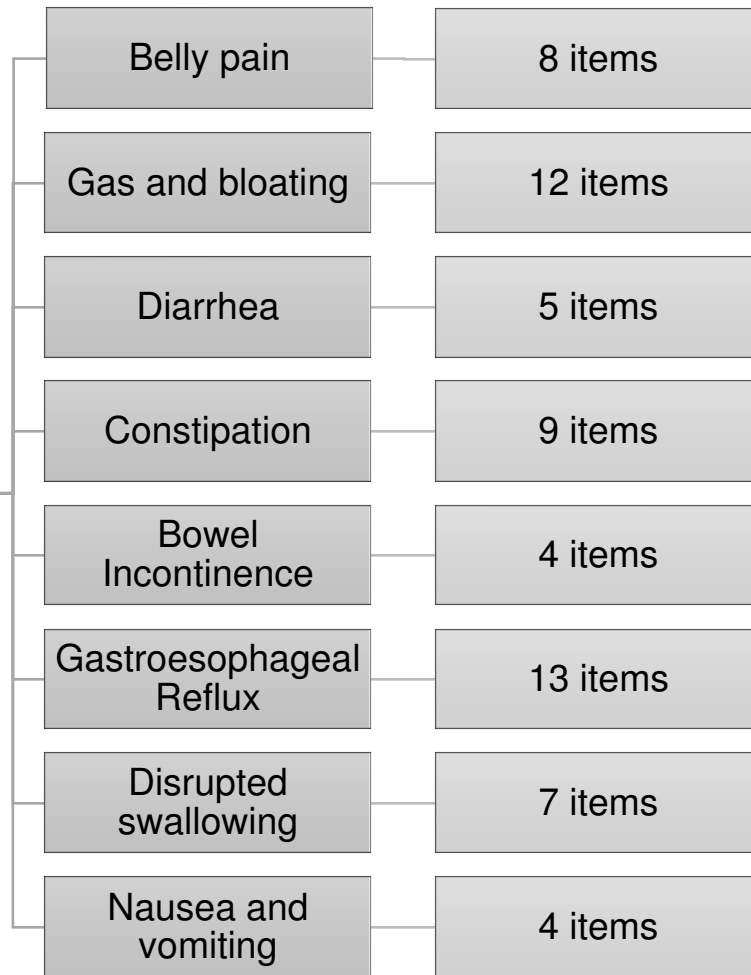 Belly pain
8 items
Gas and bloating
12 items
Diarrhea
5 items
Constipation
9 items
Bowel
Incontinence
4 items
Gastroesophageal
Reflux
13 items
Disrupted
swallowing
7 items
Nausea and
vomiting
4 items